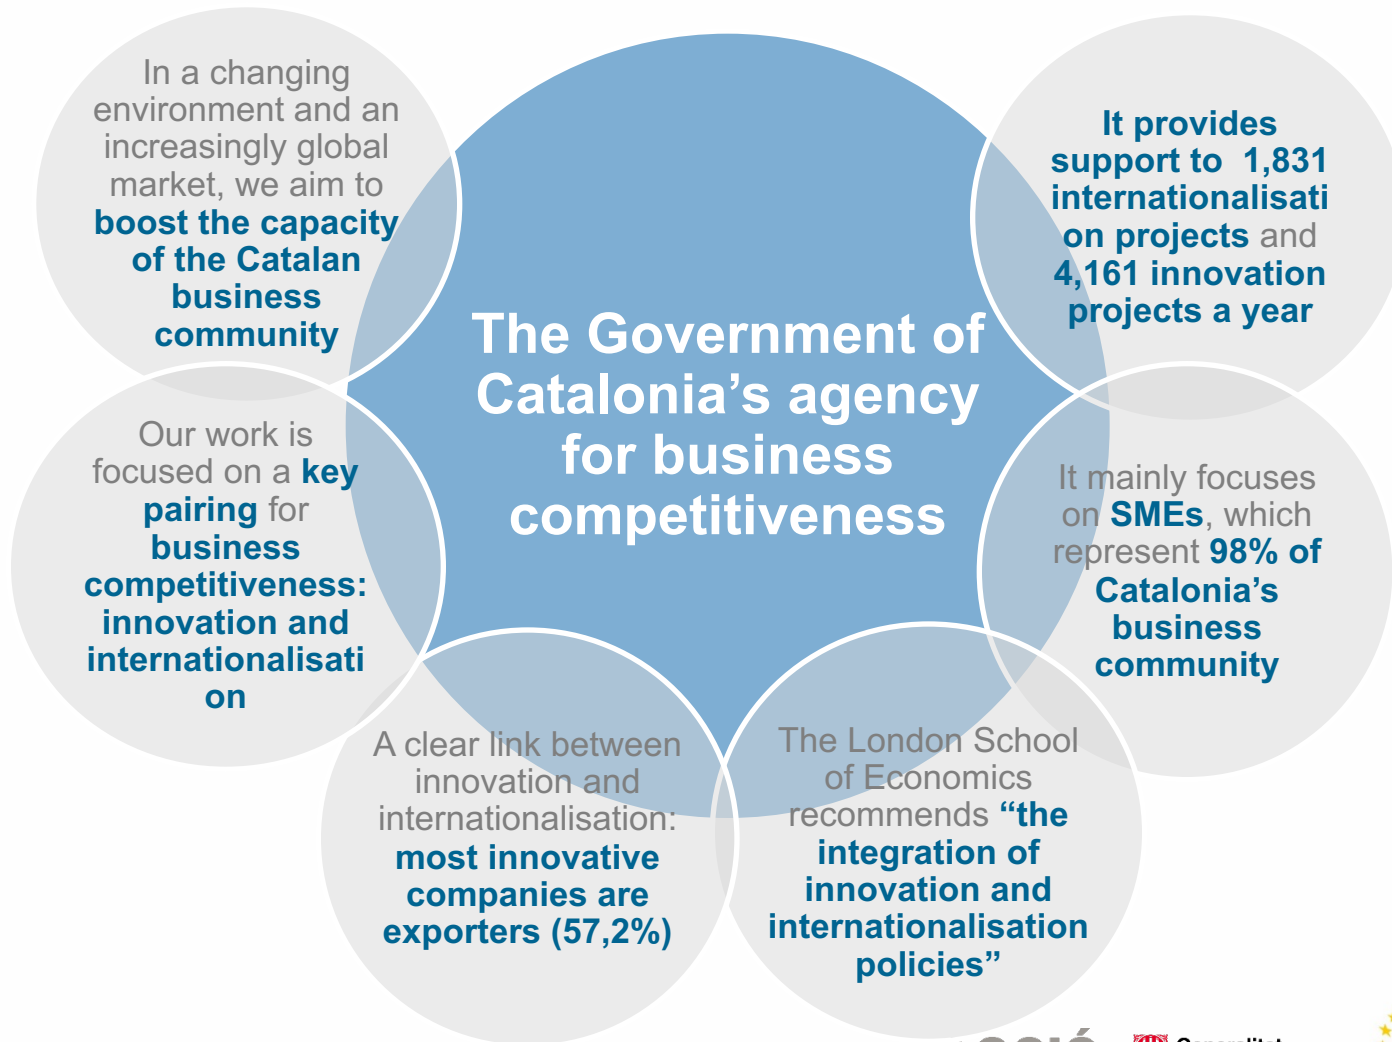 In a changing
environment and an
increasingly global
market, we aim to
boost the capacity
of the Catalan
business
community
Our work is
focused on a key
pairing for
business
competitiveness:
innovation and
internationalisati
on
A clear link between
innovation and
internationalisation:
most innovative
companies are
exporters (57,2%)
The Government of
Catalonia’s agency
for business
competitiveness
The London School
of Economics
recommends “the
integration of
innovation and
internationalisation
policies”
It provides
support to 1,831
internationalisati
on projects and
4,161 innovation
projects a year
It mainly focuses
on SMEs, which
represent 98% of
Catalonia’s
business
community